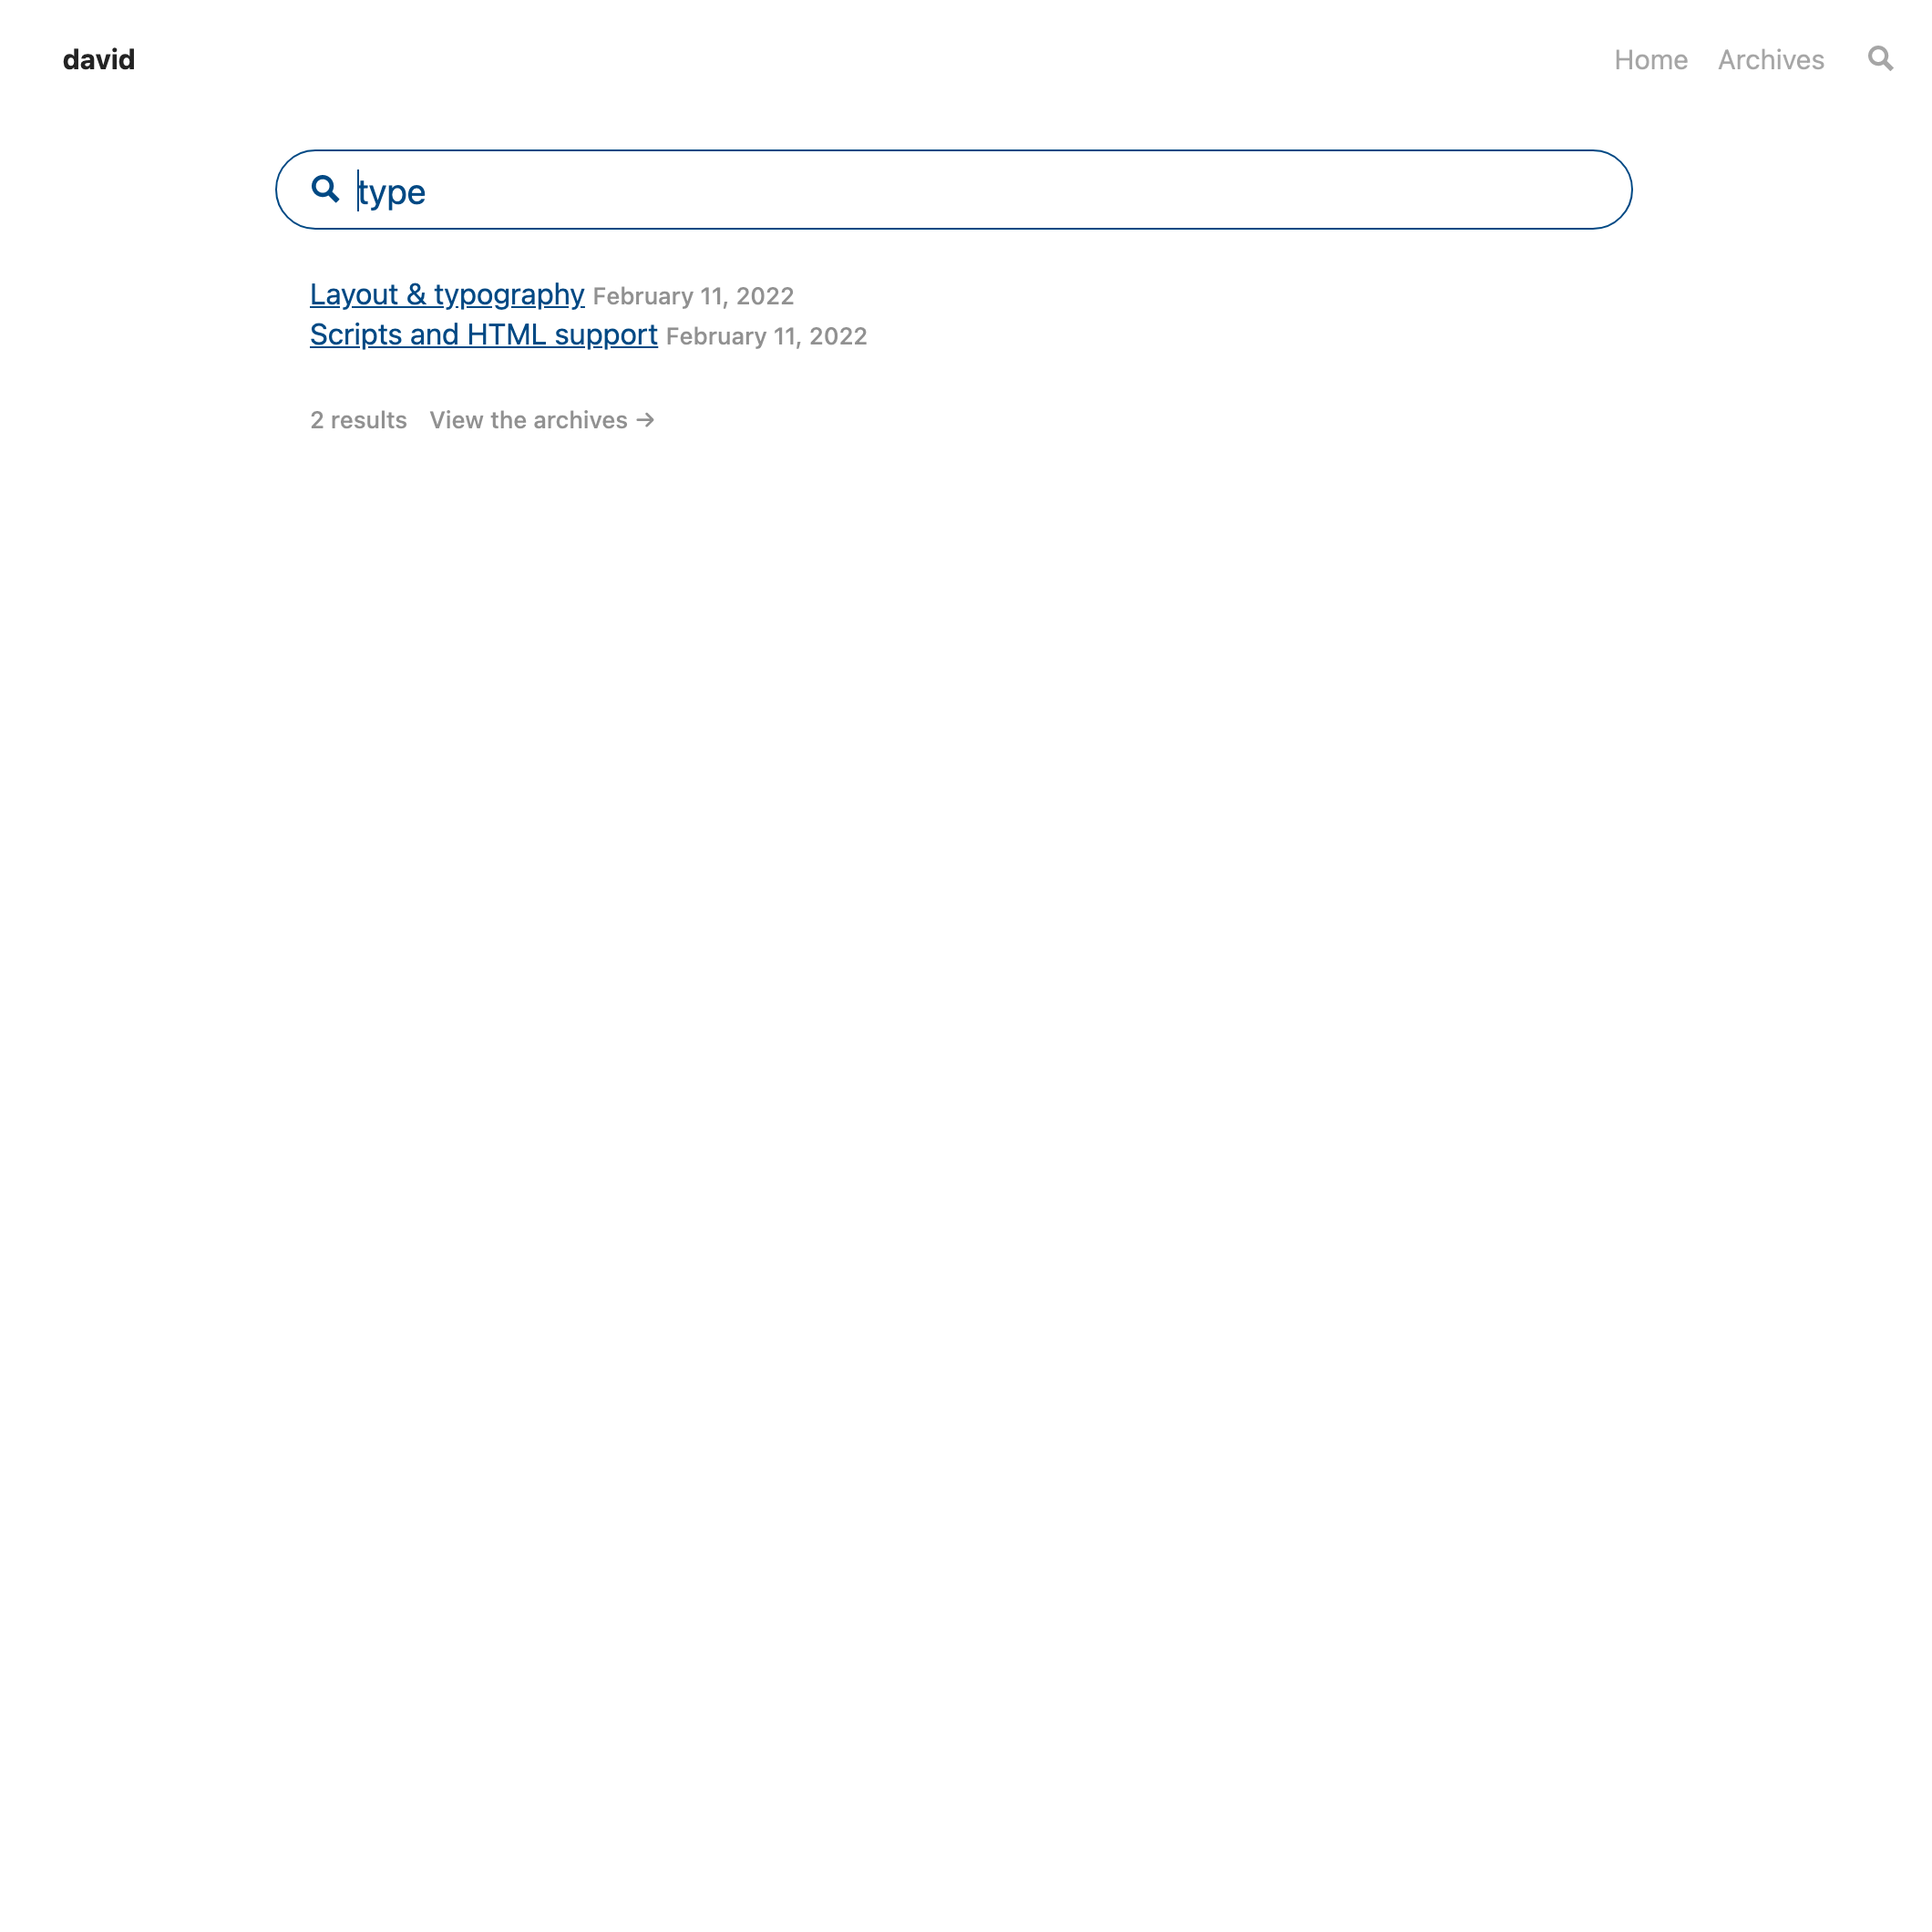 david Home Archives
type
Layout & typography February 11, 2022
Scripts and HTML support February 11, 2022
2 results View the archives →